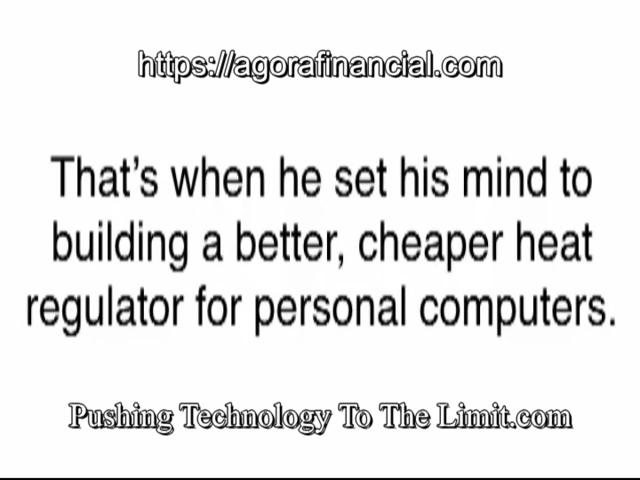 https://agorafinancial.com
That's when he set his mind to
building a better, cheaper heat
regulator for personal computers.
Pushing Technology To The Limit.com